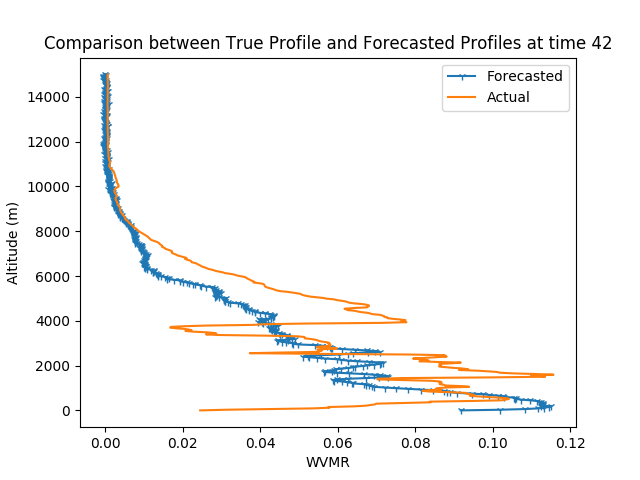 Comparison between True Profile and Forecasted Profiles at time 42
Forecasted
Actual
14000
12000
10000
8000
6000
4000
2000
0
Altitude (m)
0.00 0.02 0.04 0.06 0.08 0.10 0.12
WVMR